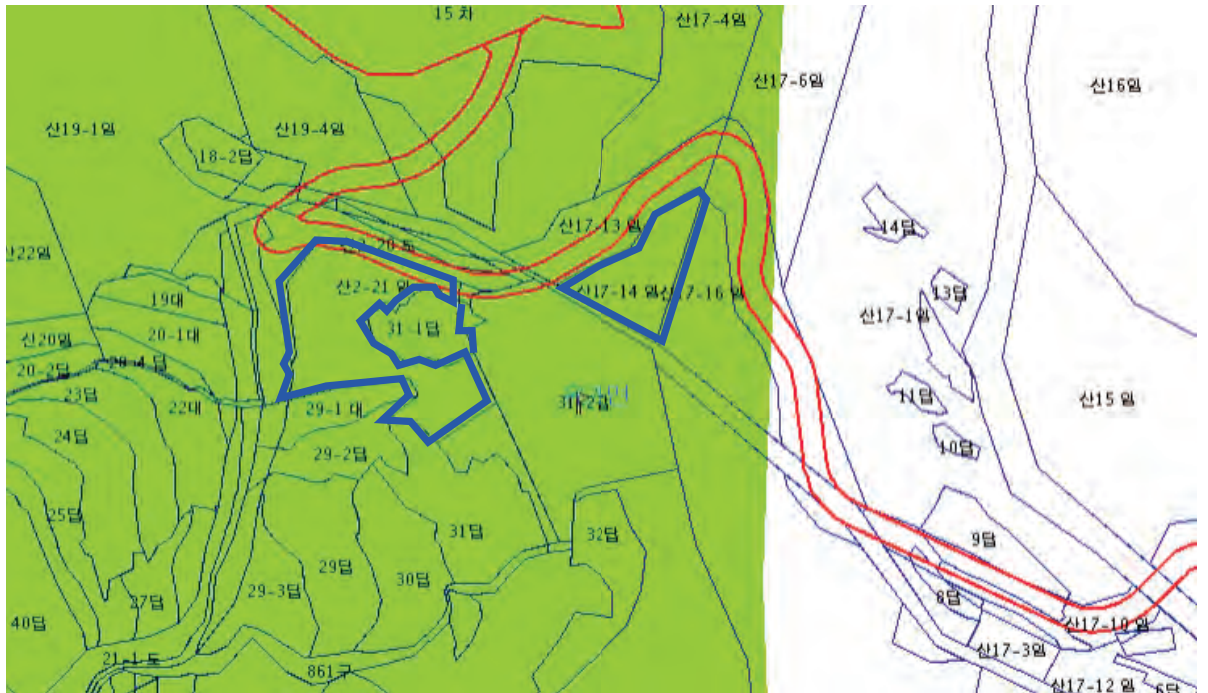 15 차
산17-4임
산17-6임
산16임
산19-1임
산19-4임
18-2답
산17-13 임
14답
산22임
산2-21 임
산17-14 임
산17-16 임
13답
19대
31-1답
산17-1임
20-1대
산20임
20-2답
20-4 답
23답
22대
29-1 대
11답
산15 임
24답
29-2답
10답
25답
31답
32답
9답
29답
30답
27답
29-3답
8답
40답
산17-10 임
21-1 도
861구
산17-3임
산17-12 임